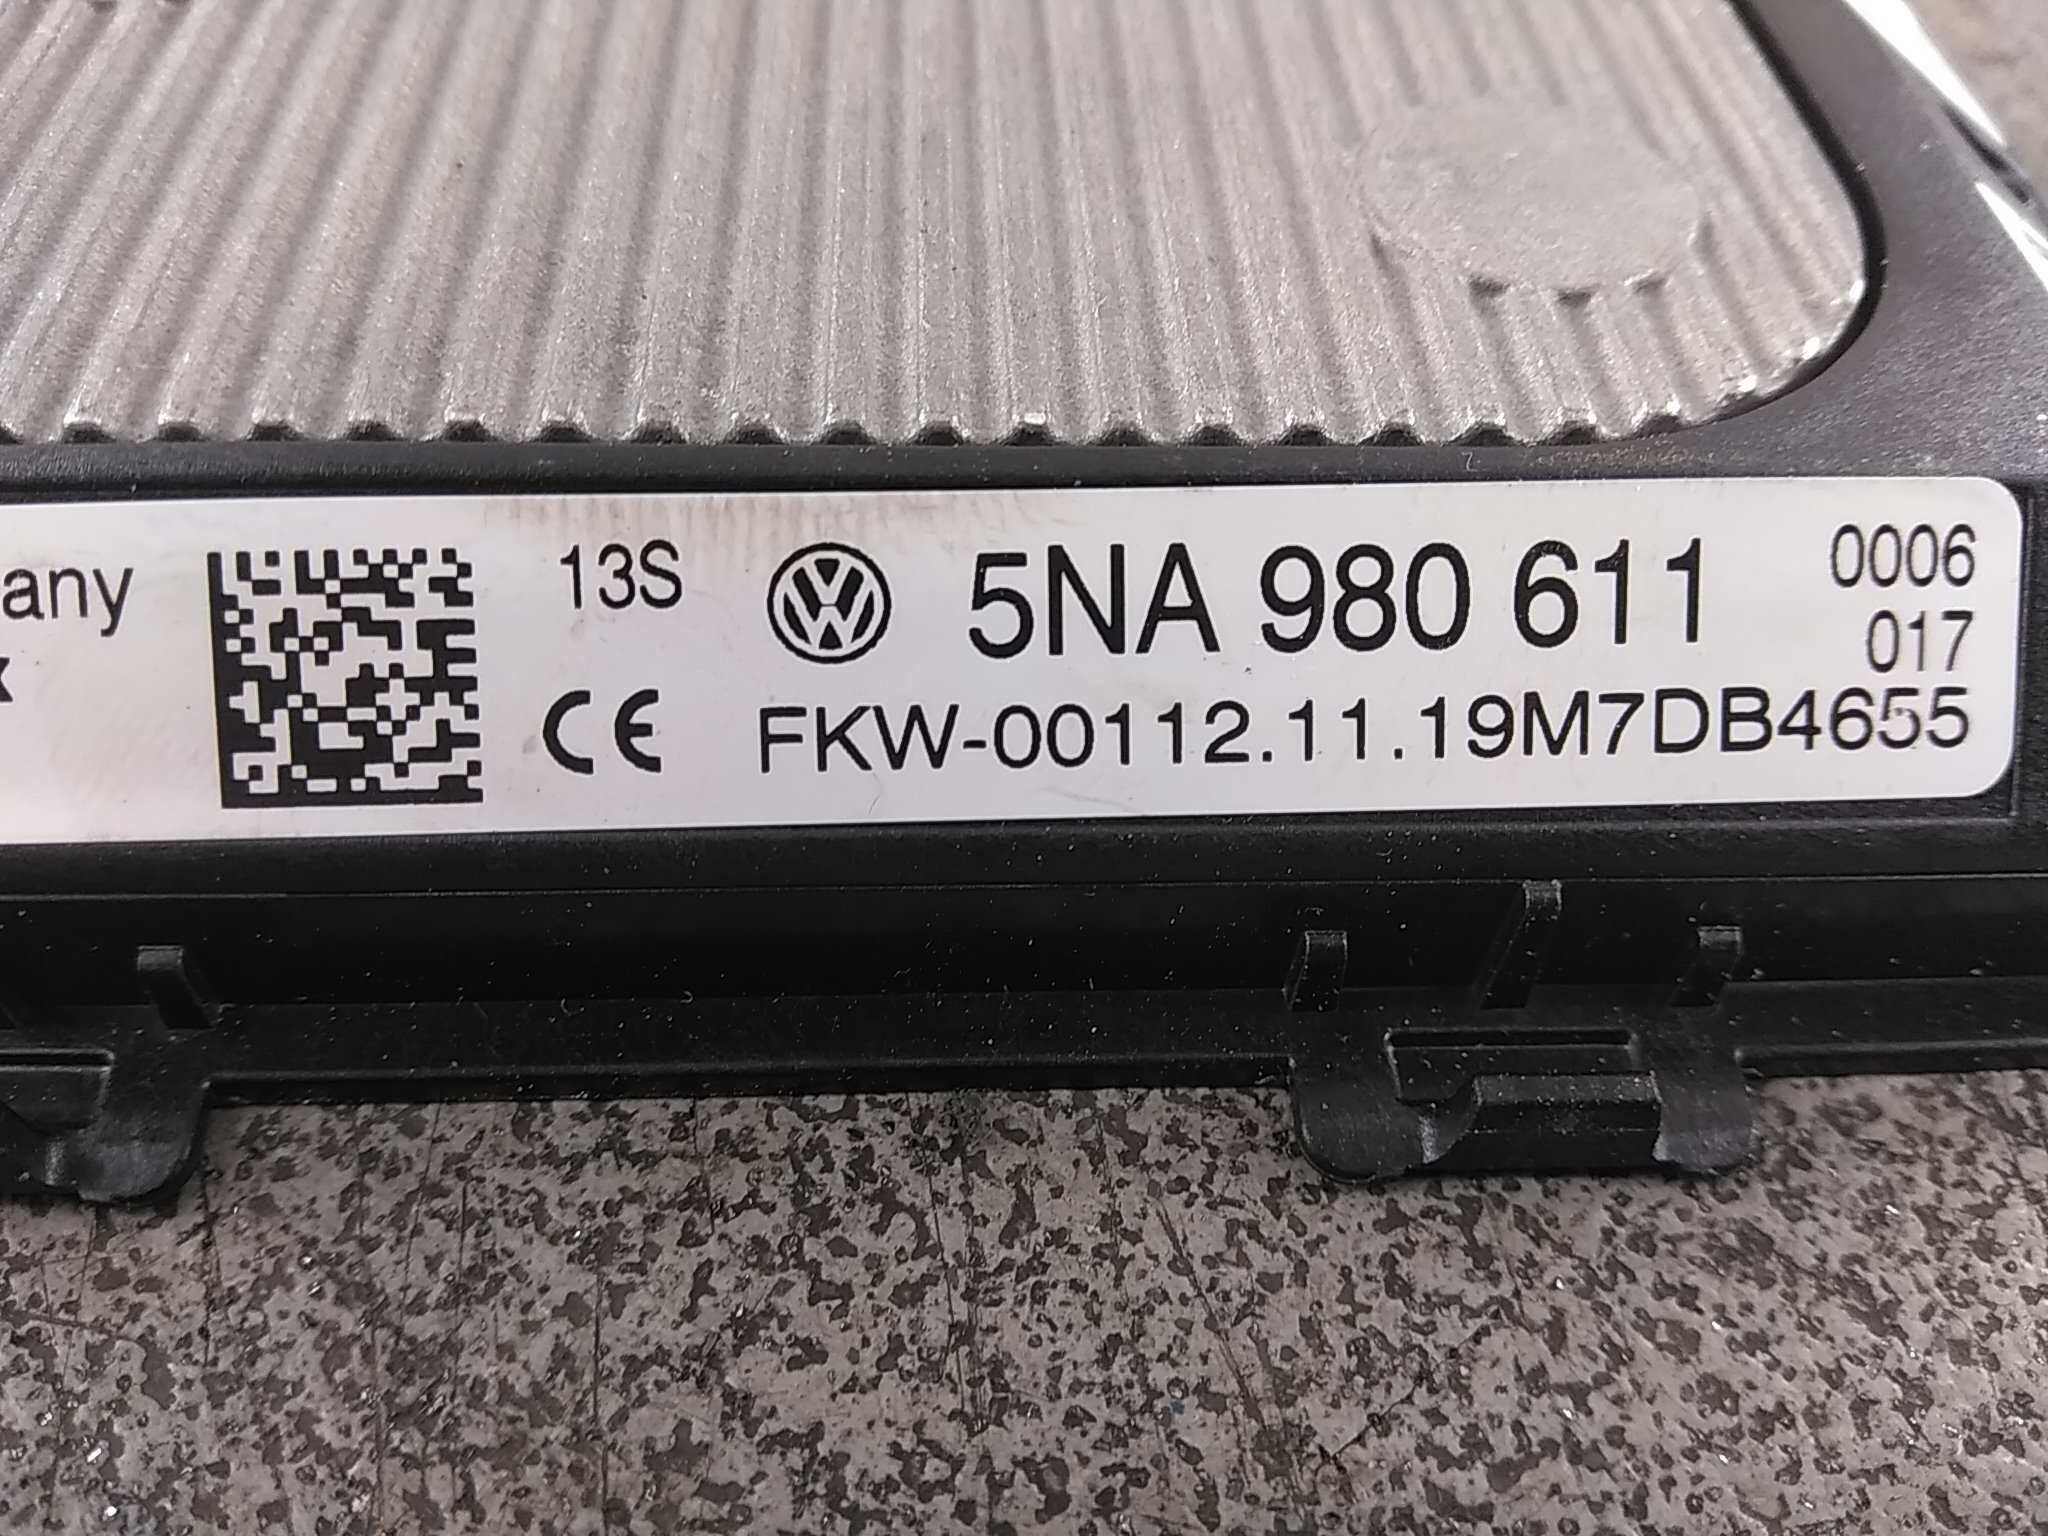 any
13S 5NA 980 611 0006
017
CE FKW-00112.11.19M7DB4655